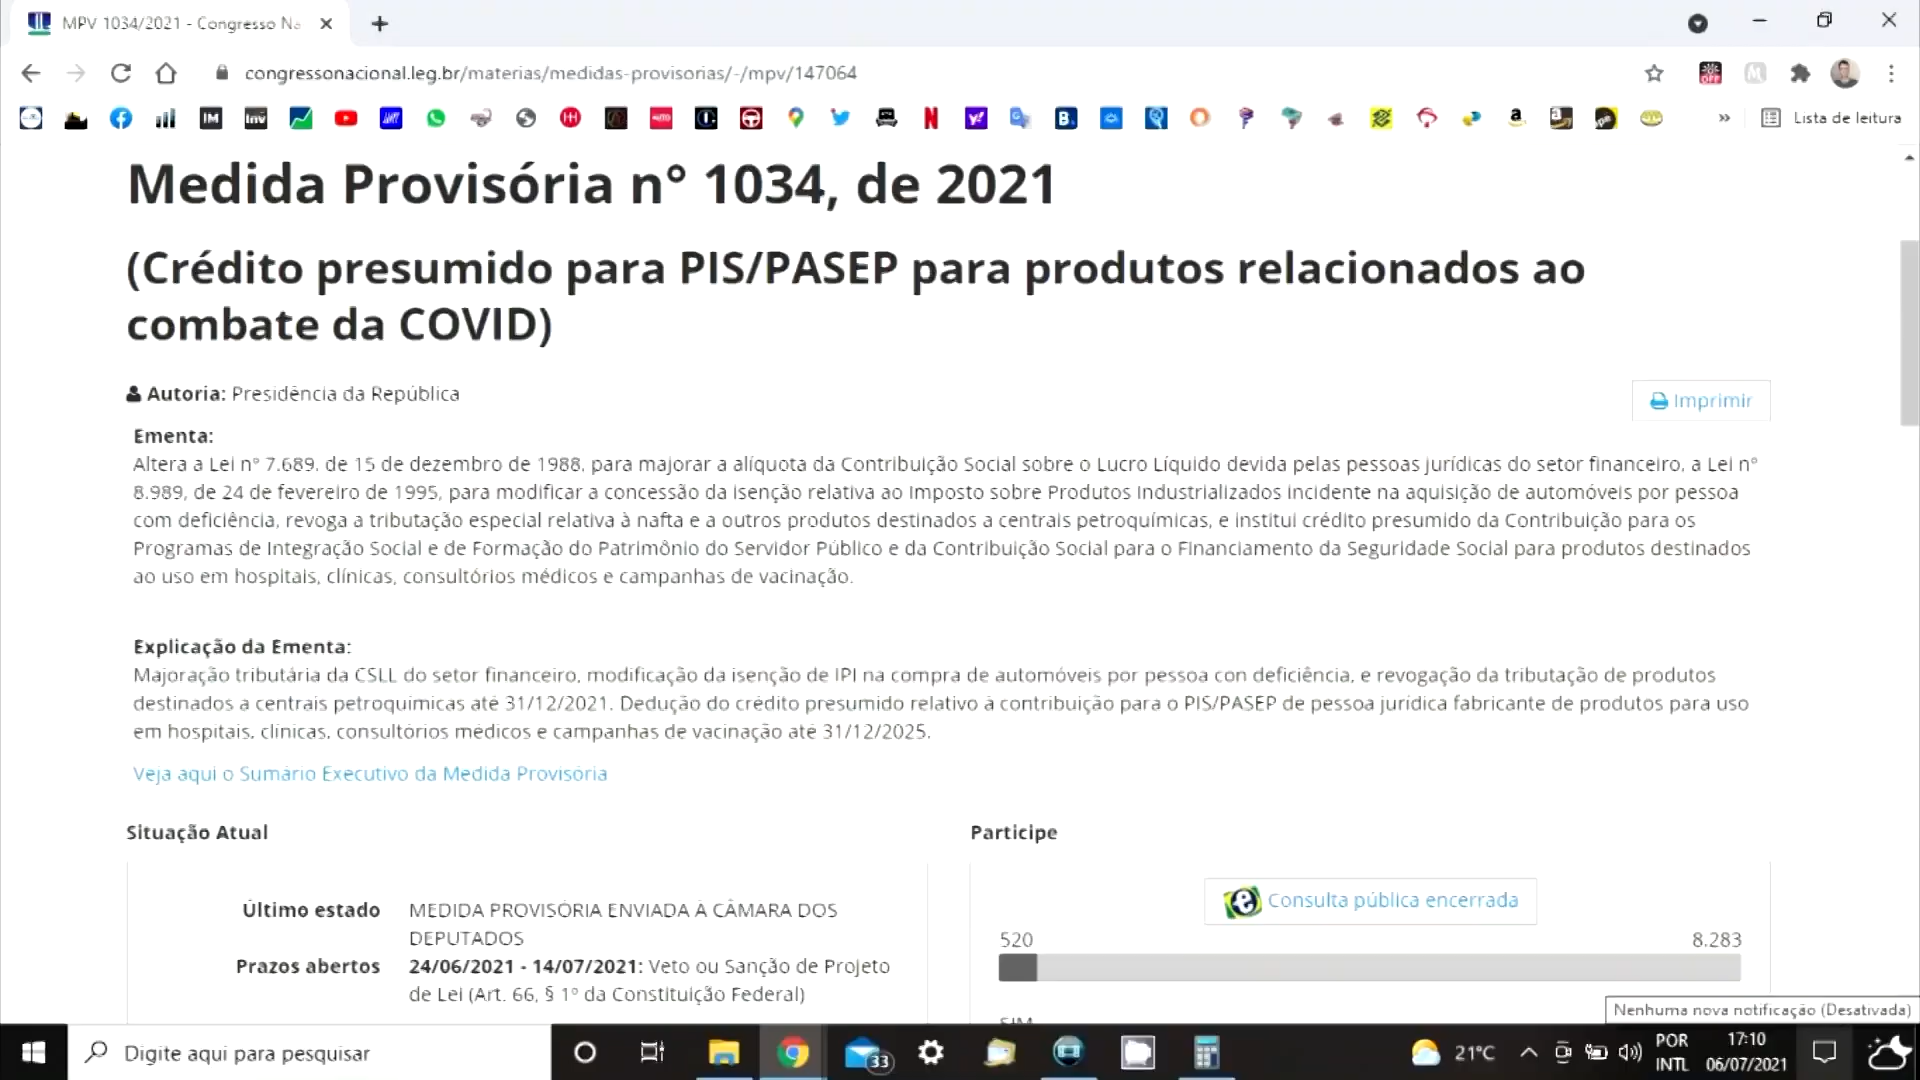 MPV 1034/2021 - Congresso Na
congressonacional.leg.br/materias/medidas-provisorias/-/mpv/147064
Lista de leitura
Medida Provisória n° 1034, de 2021
(Crédito presumido para PIS/PASEP para produtos relacionados ao
combate da COVID)
Autoria: Presidência da República
Imprimir
Ementa:
Altera a Lei nº 7.689, de 15 de dezembro de 1988, para majorar a alíquota da Contribuição Social sobre o Lucro Líquido devida pelas pessoas jurídicas do setor financeiro, a Lei nº
8.989, de 24 de fevereiro de 1995, para modificar a concessão da isenção relativa ao Imposto sobre Produtos Industrializados incidente na aquisição de automóveis por pessoa
com deficiência, revoga a tributação especial relativa à nafta e a outros produtos destinados a centrais petroquímicas, e institui crédito presumido da Contribuição para os
Programas de Integração Social e de Formação do Patrimônio do Servidor Público e da Contribuição Social para o Financiamento da Seguridade Social para produtos destinados
ao uso em hospitais, clínicas, consultórios médicos e campanhas de vacinação.
Explicação da Ementa:
Majoração tributária da CSLL do setor financeiro, modificação da isenção de IPI na compra de automóveis por pessoa con deficiência, e revogação da tributação de produtos
destinados a centrais petroquímicas até 31/12/2021. Dedução do crédito presumido relativo à contribuição para o PIS/PASEP de pessoa jurídica fabricante de produtos para uso
em hospitais, clínicas, consultórios médicos e campanhas de vacinação até 31/12/2025.
Veja aqui o Sumário Executivo da Medida Provisória
Situação Atual
Participe
Último estado MEDIDA PROVISÓRIA ENVIADA À CÂMARA DOS
DEPUTADOS
Prazos abertos 24/06/2021 - 14/07/2021: Veto ou Sanção de Projeto
de Lei (Art. 66, § 1º da Constituição Federal)
Consulta pública encerrada
520 8.283
SIM
Nenhuma nova notificação (Desativada)
Digite aqui para pesquisar
33
21°C
POR
INTL
17:10
06/07/2021